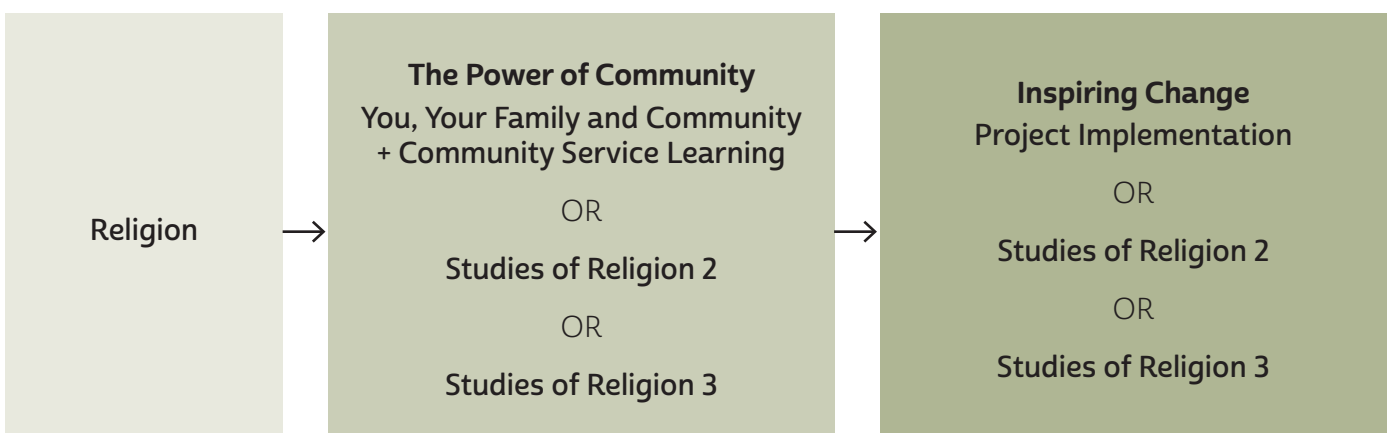 Religion
The Power of Community
You, Your Family and Community
+ Community Service Learning
OR
Studies of Religion 2
OR
Studies of Religion 3
Inspiring Change
Project Implementation
OR
Studies of Religion 2
OR
Studies of Religion 3